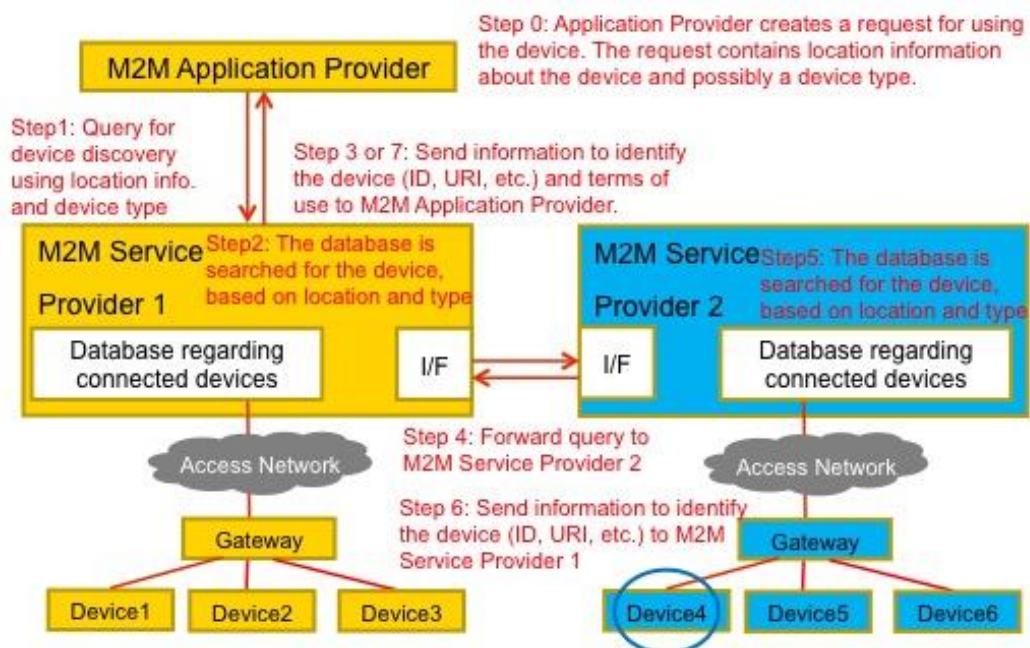 Step 0: Application Provider creates a request for using
the device. The request contains location information
about the device and possibly a device type.
M2M Application Provider
Step1: Query for
device discovery
using location info.
and device type
Step 3 or 7: Send information to identify
the device (ID, URI, etc.) and terms of
use to M2M Application Provider.
M2M Service
Provider 1
Step2: The database is
searched for the device,
based on location and type
Database regarding
connected devices
I/F
M2M Service
Provider 2
Step5: The database is
searched for the device,
based on location and type
I/F
Database regarding
connected devices
Step 4: Forward query to
M2M Service Provider 2
Access Network
Access Network
Step 6: Send information to identify
the device (ID, URI, etc.) to M2M
Service Provider 1
Gateway
Gateway
Device1
Device2
Device3
Device4
Device5
Device6